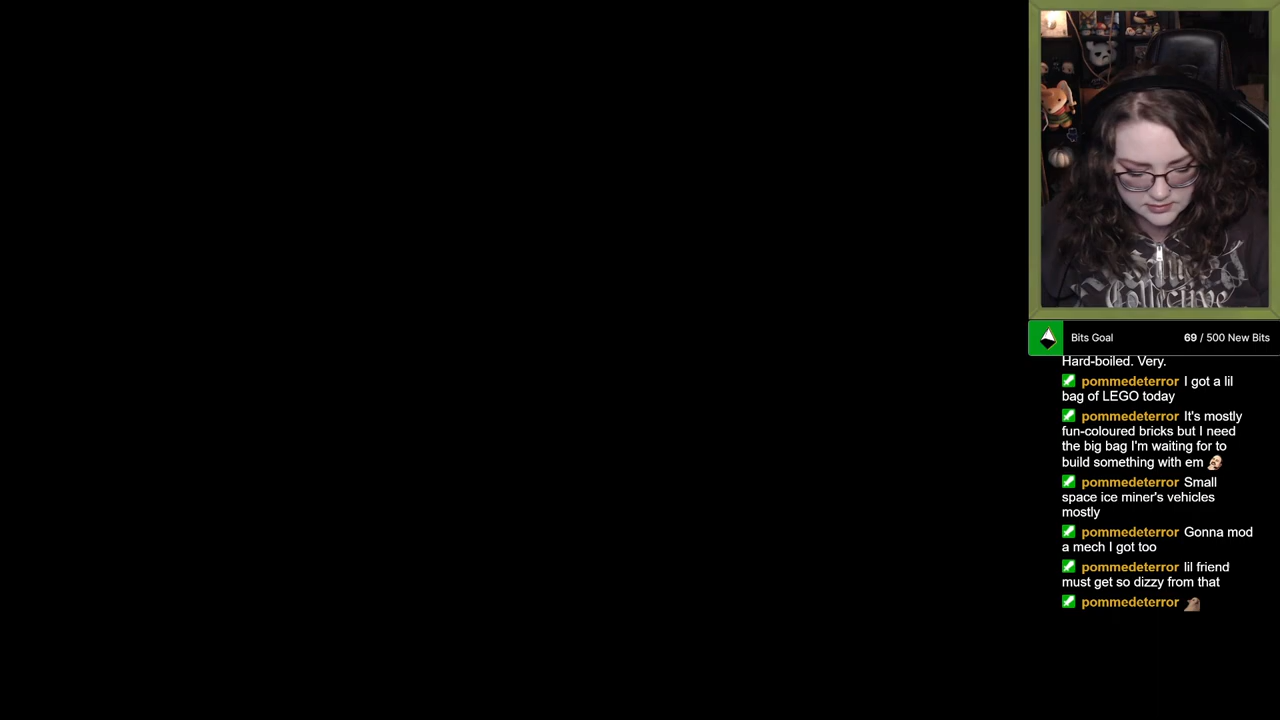 Bits Goal 69 / 500 New Bits
Hard-boiled. Very.
pommedeterror I got a lil
bag of LEGO today
pommedeterror It's mostly
fun-coloured bricks but I need
the big bag I'm waiting for to
build something with em
pommedeterror Small
space ice miner's vehicles
mostly
pommedeterror Gonna mod
a mech I got too
pommedeterror lil friend
must get so dizzy from that
pommedeterror
Collective